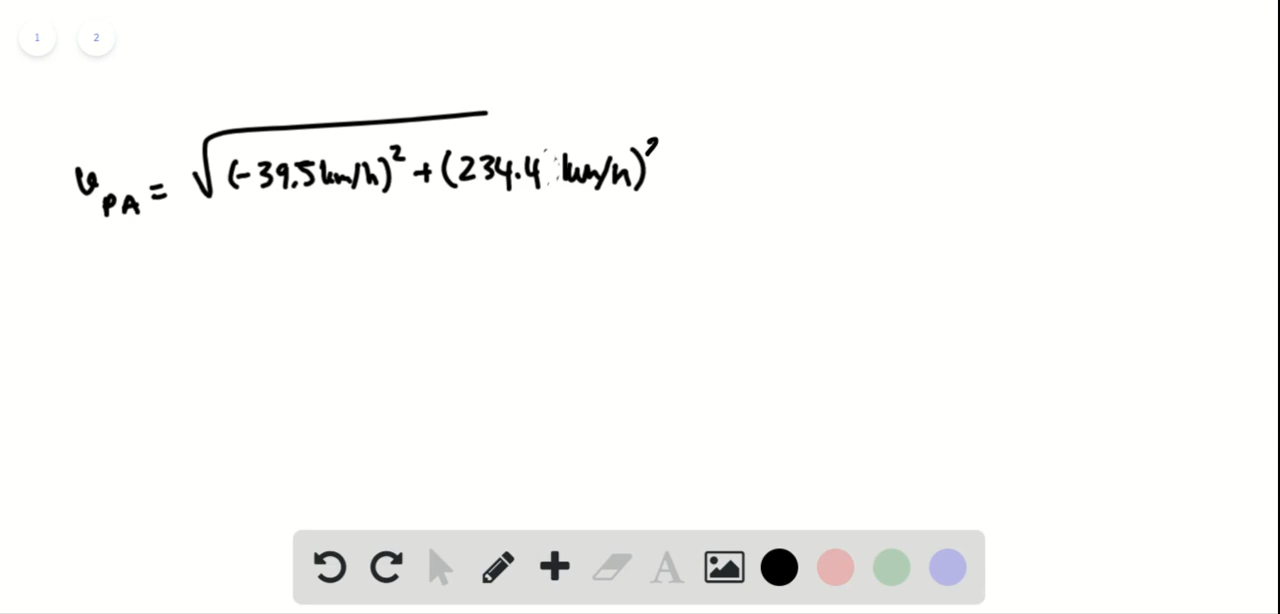 1 2
v_PA = √(-39.5 km/h)² + (234.4 km/h)²
A